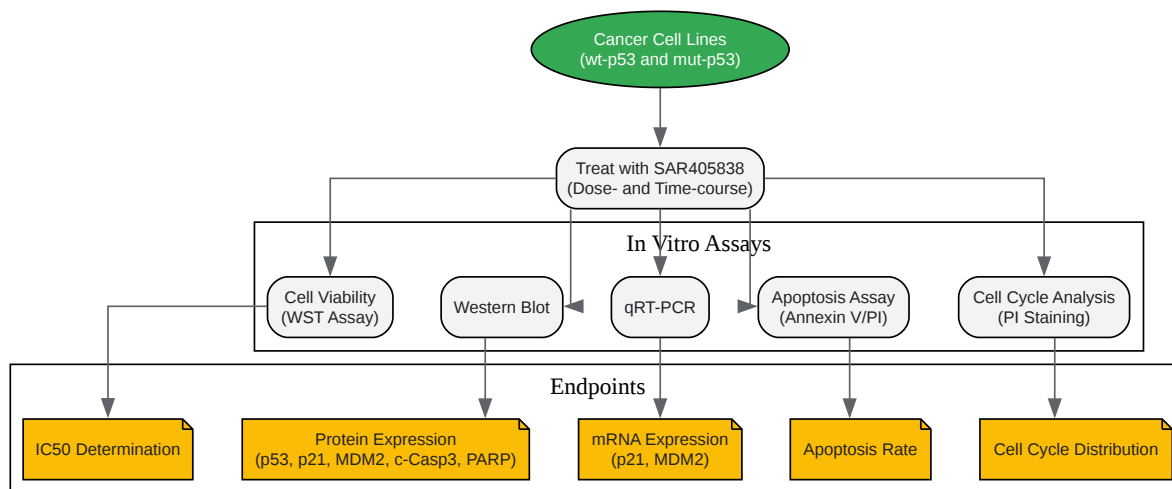 Cancer Cell Lines
(wt-p53 and mut-p53)
Treat with SAR405838
(Dose- and Time-course)
In Vitro Assays
Cell Viability
(WST Assay)
Western Blot
qRT-PCR
Apoptosis Assay
(Annexin V/PI)
Cell Cycle Analysis
(PI Staining)
Endpoints
IC50 Determination
Protein Expression
(p53, p21, MDM2, c-Casp3, PARP)
mRNA Expression
(p21, MDM2)
Apoptosis Rate
Cell Cycle Distribution